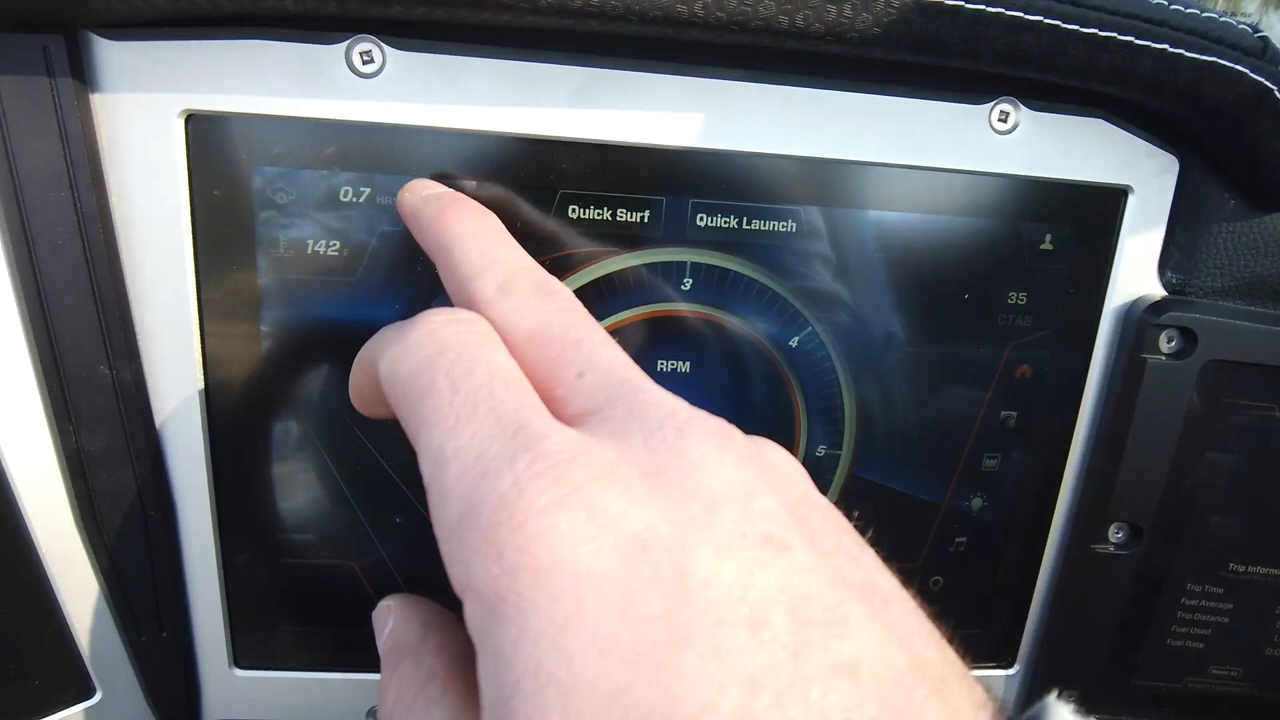 0.7 HRS
142 F
Quick Surf
Quick Launch
3
4
5
RPM
35
CTAB
Trip Time
Fuel Average
Trip Distance
Fuel Used
Fuel Rate